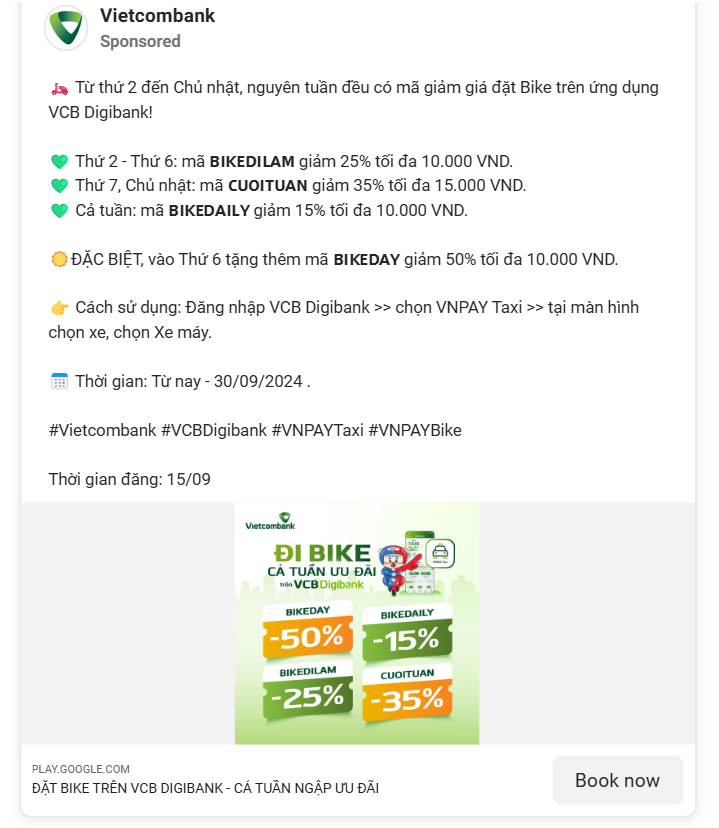 Vietcombank
Sponsored
🛵 Từ thứ 2 đến Chủ nhật, nguyên tuần đều có mã giảm giá đặt Bike trên ứng dụng
VCB Digibank!
💚 Thứ 2 - Thứ 6: mã BIKEDILAM giảm 25% tối đa 10.000 VND.
💚 Thứ 7, Chủ nhật: mã CUOITUAN giảm 35% tối đa 15.000 VND.
💚 Cả tuần: mã BIKEDAILY giảm 15% tối đa 10.000 VND.
🌞ĐẶC BIỆT, vào Thứ 6 tặng thêm mã BIKEDAY giảm 50% tối đa 10.000 VND.
👉 Cách sử dụng: Đăng nhập VCB Digibank >> chọn VNPAY Taxi >> tại màn hình
chọn xe, chọn Xe máy.
📅 Thời gian: Từ nay - 30/09/2024 .
#Vietcombank #VCBDigibank #VNPAYTaxi #VNPAYBike
Thời gian đăng: 15/09
Vietcombank
ĐI BIKE
CẢ TUẦN ƯU ĐÃI
trên VCBDigibank
TAXI
BIKEDAY
-50%
BIKEDAILY
-15%
BIKEDILAM
-25%
CUOITUAN
-35%
PLAY.GOOGLE.COM
ĐẶT BIKE TRÊN VCB DIGIBANK - CẢ TUẦN NGẬP ƯU ĐÃI
Book now